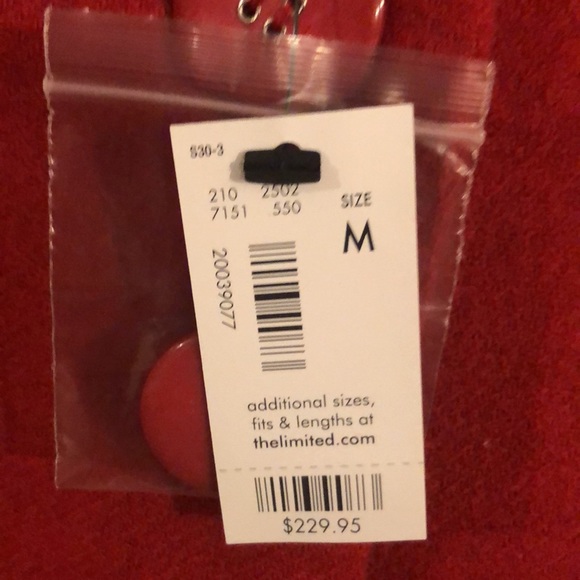 S30-3
210 2502
7151 550
SIZE
M
20039077
additional sizes,
fits & lengths at
thelimited.com
$229.95